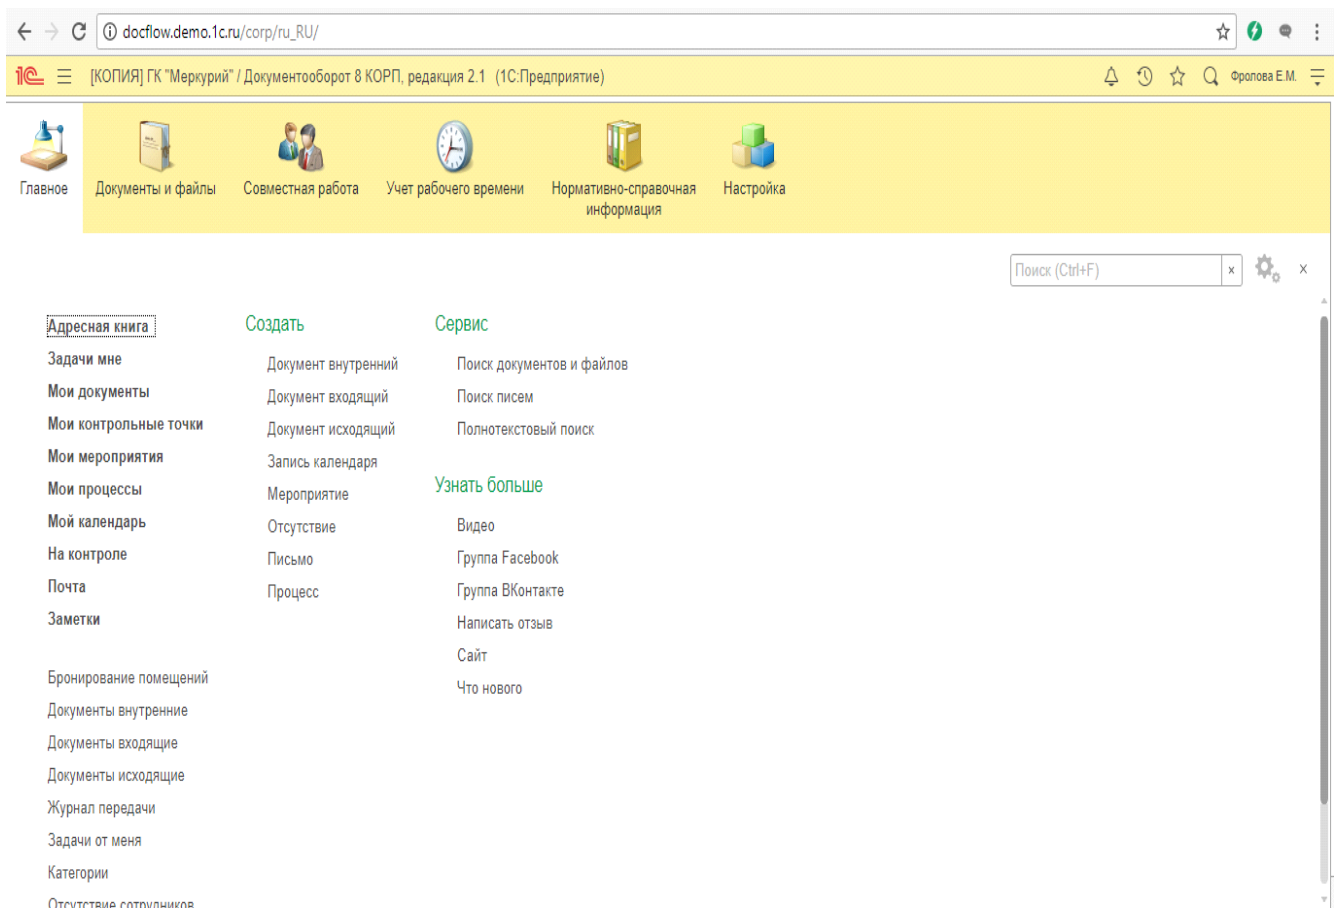 docflow.demo.1c.ru/corp/ru_RU/
1С [КОПИЯ] ГК "Меркурий" / Документооборот 8 КОРП, редакция 2.1 (1С:Предприятие) Фролова Е.М.
Главное
Документы и файлы
Совместная работа
Учет рабочего времени
Нормативно-справочная
информация
Настройка
Поиск (Ctrl+F) x x
Адресная книга
Задачи мне
Мои документы
Мои контрольные точки
Мои мероприятия
Мои процессы
Мой календарь
На контроле
Почта
Заметки
Бронирование помещений
Документы внутренние
Документы входящие
Документы исходящие
Журнал передачи
Задачи от меня
Категории
Отсутствие сотрудников
Создать
Документ внутренний
Документ входящий
Документ исходящий
Запись календаря
Мероприятие
Отсутствие
Письмо
Процесс
Сервис
Поиск документов и файлов
Поиск писем
Полнотекстовый поиск
Узнать больше
Видео
Группа Facebook
Группа ВКонтакте
Написать отзыв
Сайт
Что нового